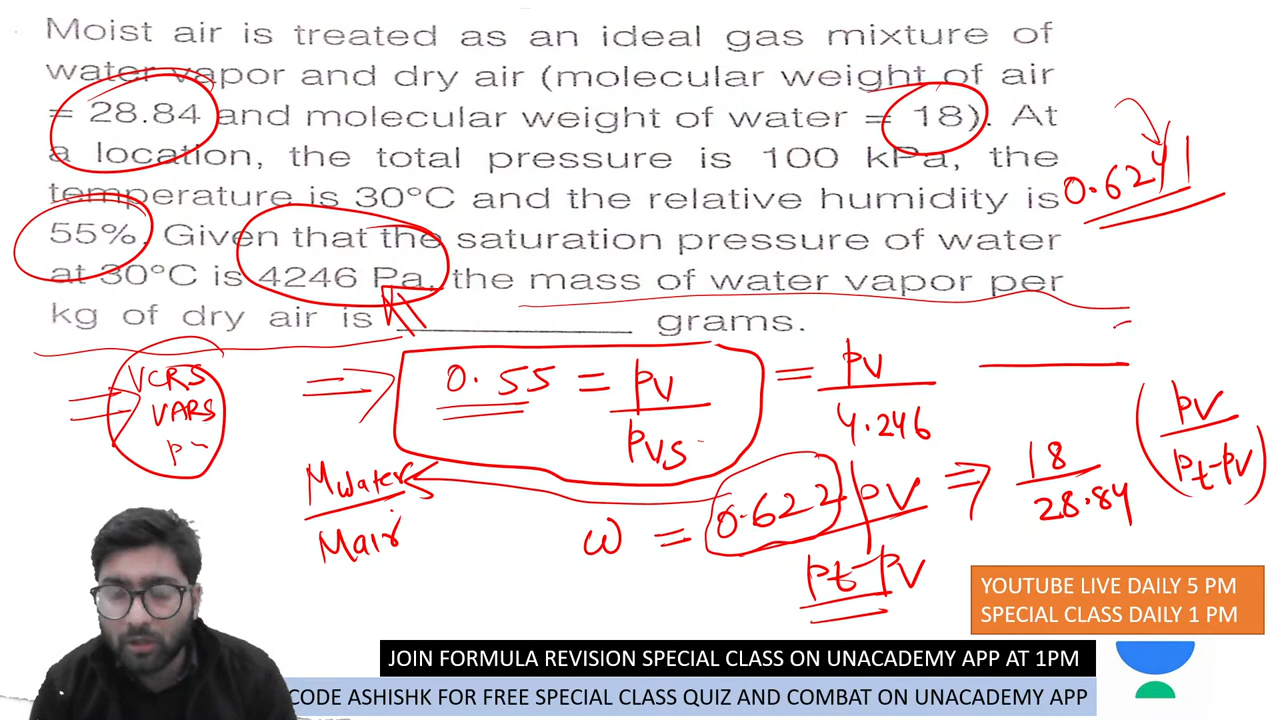 Moist air is treated as an ideal gas mixture of
water vapor and dry air (molecular weight of air
= 28.84 and molecular weight of water = 18). At
a location, the total pressure is 100 kPa, the
temperature is 30°C and the relative humidity is
55%. Given that the saturation pressure of water
at 30°C is 4246 Pa, the mass of water vapor per
kg of dry air is __________ grams.
0.6241
VCRS
VARS
⇒ 0.55 = pv / pvs = pv / 4.246
Mwater / Mair
ω = 0.622 pv / pt-pv ⇒ 18 / 28.84 (pv / pt-pv)
YOUTUBE LIVE DAILY 5 PM
SPECIAL CLASS DAILY 1 PM
JOIN FORMULA REVISION SPECIAL CLASS ON UNACADEMY APP AT 1PM
CODE ASHISHK FOR FREE SPECIAL CLASS QUIZ AND COMBAT ON UNACADEMY APP